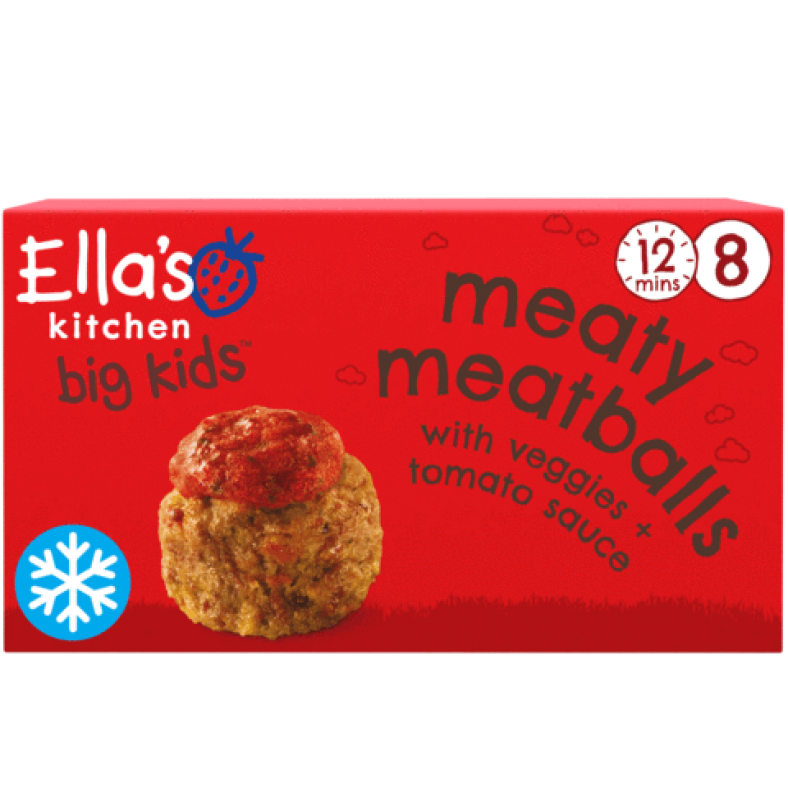 Ella's
kitchen
big kids™
12
mins
8
meaty
meatballs
with veggies +
tomato sauce